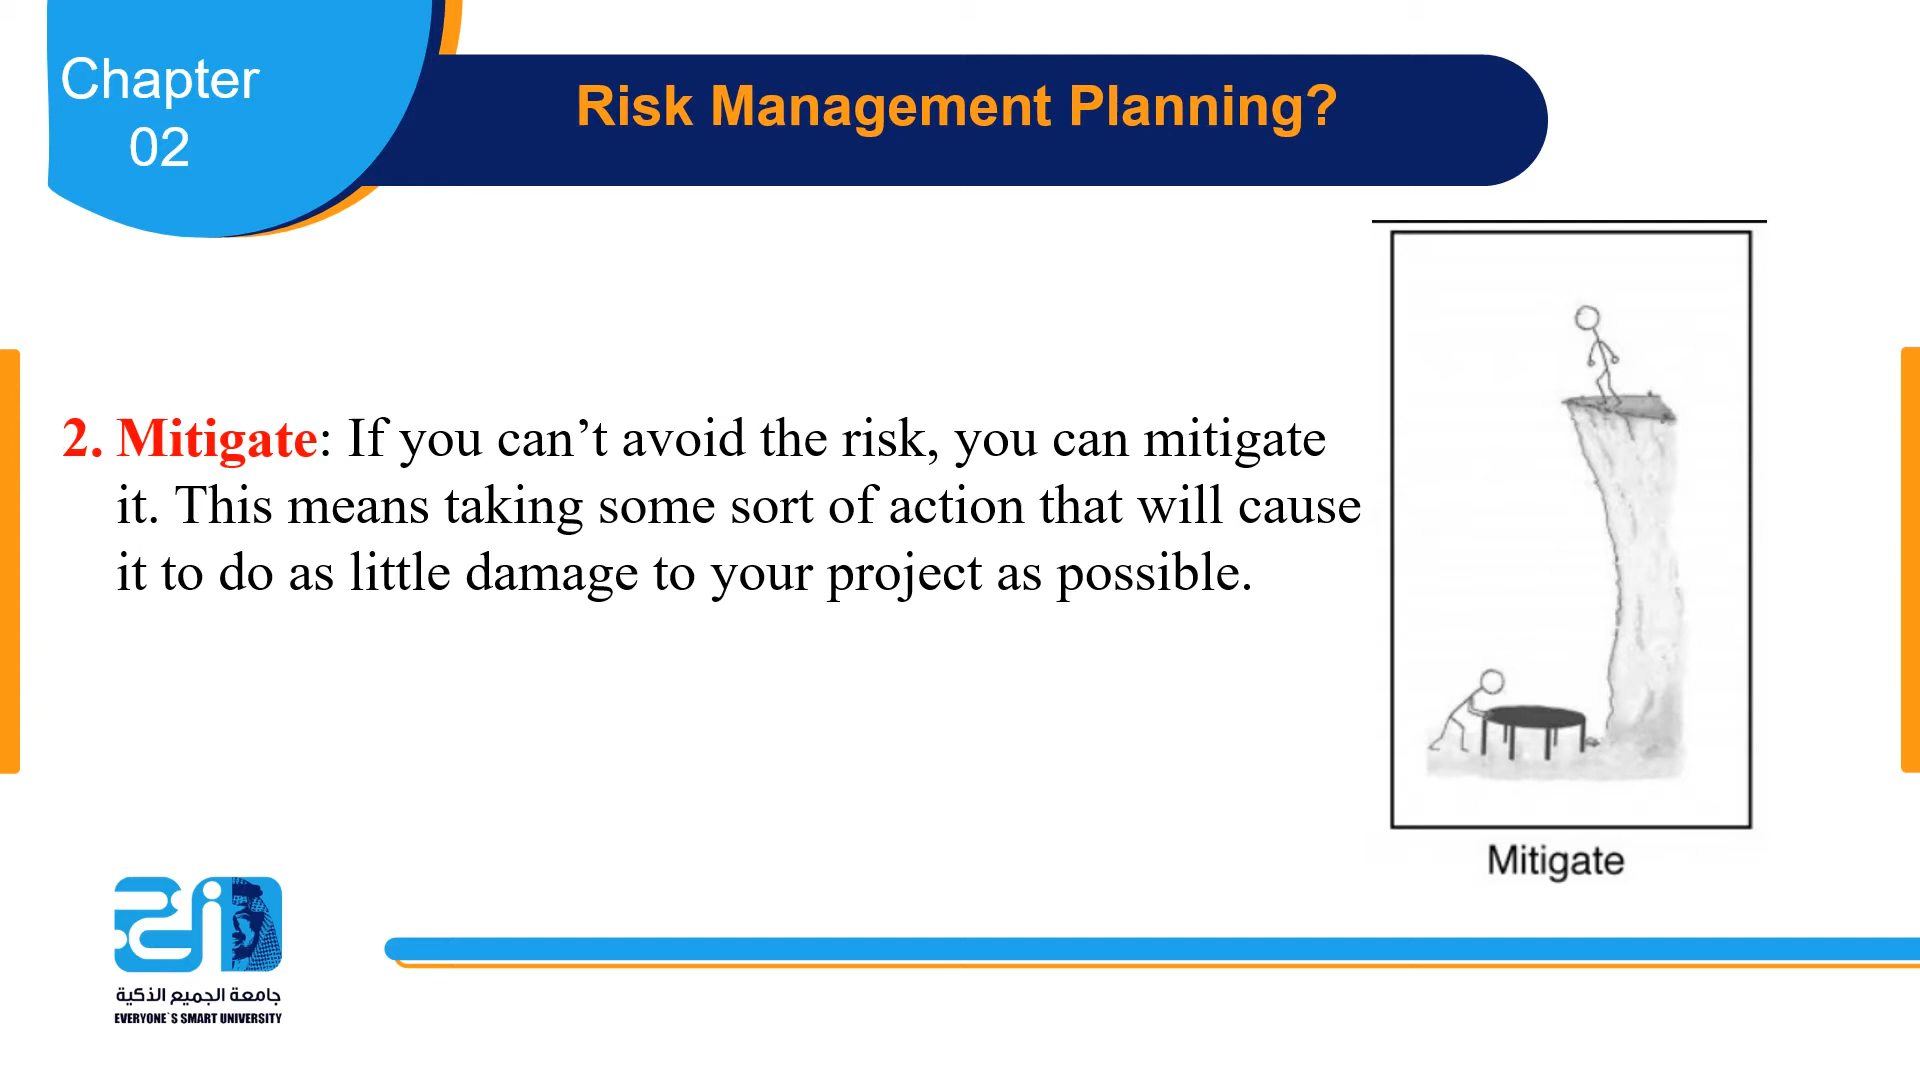 Chapter
02
Risk Management Planning?
2. Mitigate: If you can’t avoid the risk, you can mitigate
it. This means taking some sort of action that will cause
it to do as little damage to your project as possible.
Mitigate
جامعة الجميع الذكية
EVERYONE`S SMART UNIVERSITY